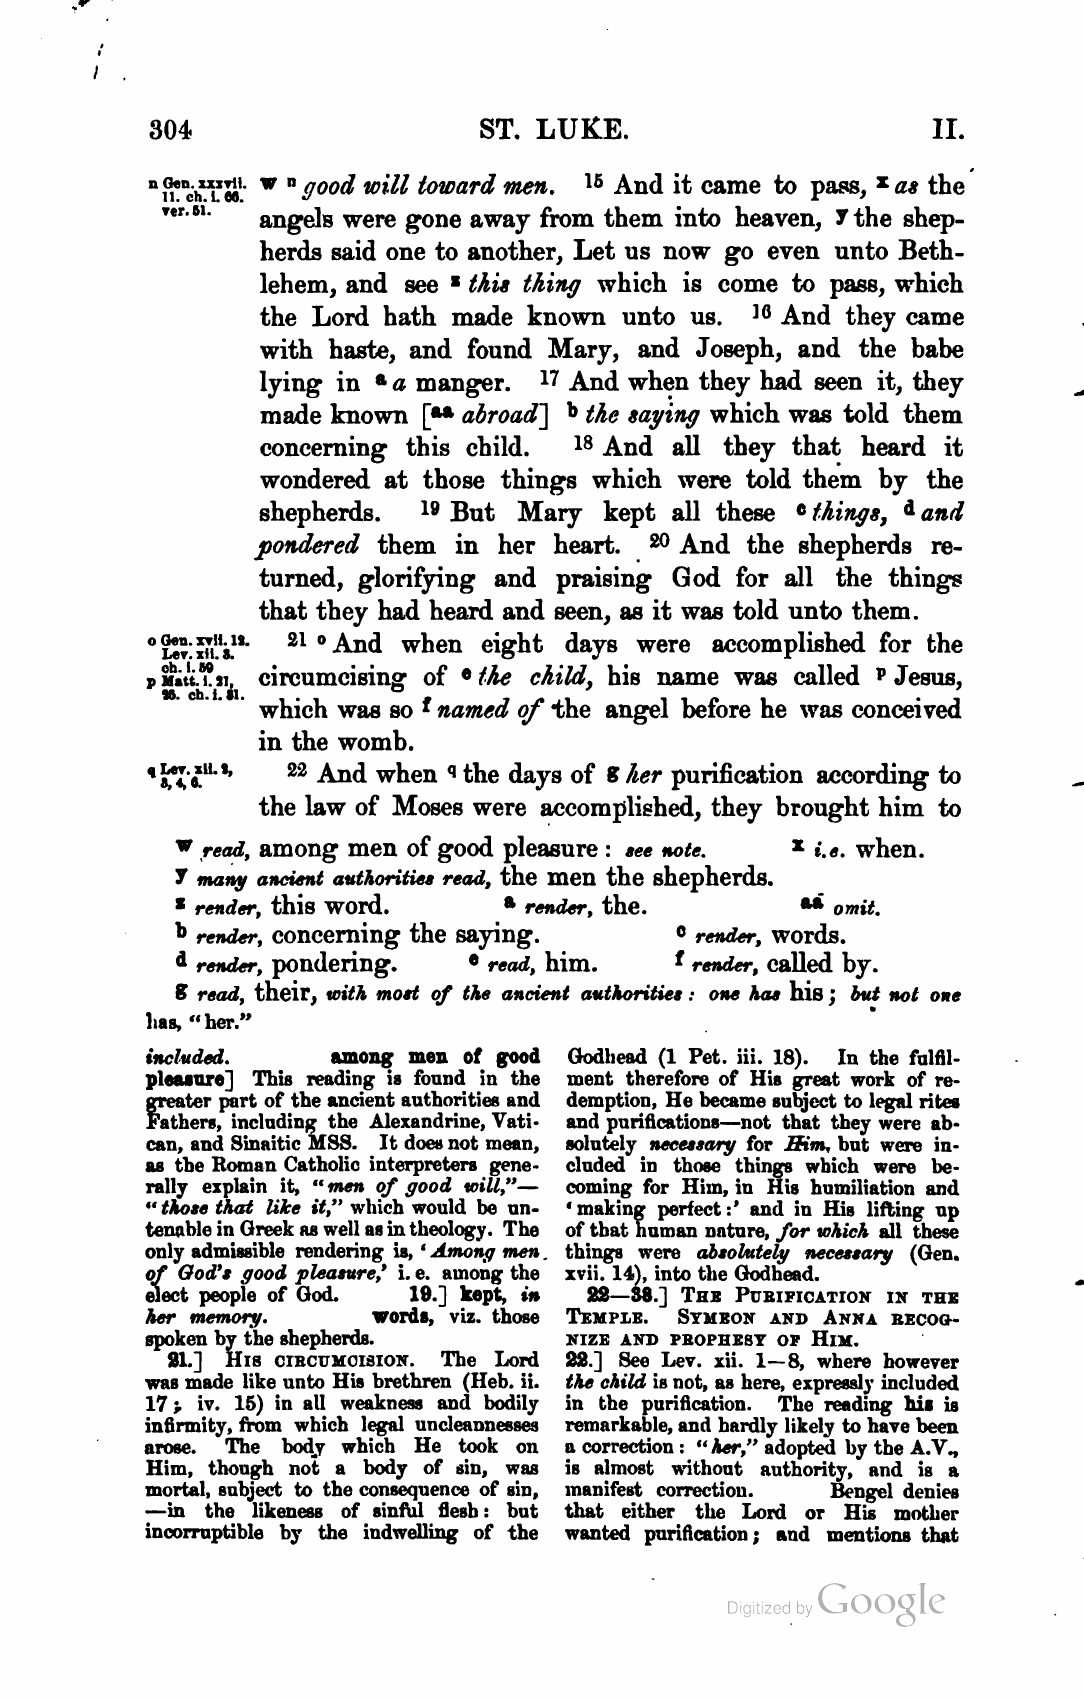 304 ST. LUKE. II.
n Gen. xxxvii.
11. ch. i. 66.
ver. 51.
w n good will toward men. 15 And it came to pass, x as the
angels were gone away from them into heaven, y the shep-
herds said one to another, Let us now go even unto Beth-
lehem, and see z this thing which is come to pass, which
the Lord hath made known unto us. 16 And they came
with haste, and found Mary, and Joseph, and the babe
lying in a a manger. 17 And when they had seen it, they
made known [aa abroad] b the saying which was told them
concerning this child. 18 And all they that heard it
wondered at those things which were told them by the
shepherds. 19 But Mary kept all these c things, d and
pondered them in her heart. 20 And the shepherds re-
turned, glorifying and praising God for all the things
that they had heard and seen, as it was told unto them.
o Gen. xvii. 12.
Lev. xii. 3.
ch. i. 59
p Matt. i. 21,
25. ch. i. 31.
21 o And when eight days were accomplished for the
circumcising of e the child, his name was called p Jesus,
which was so f named of the angel before he was conceived
in the womb.
q Lev. xii. 2,
3, 4, 6.
22 And when q the days of g her purification according to
the law of Moses were accomplished, they brought him to
w read, among men of good pleasure : see note. x i.e. when.
y many ancient authorities read, the men the shepherds.
z render, this word. a render, the. aa omit.
b render, concerning the saying. c render, words.
d render, pondering. e read, him. f render, called by.
g read, their, with most of the ancient authorities : one has his ; but not one
has, “her.”
included. among men of good
pleasure] This reading is found in the
greater part of the ancient authorities and
Fathers, including the Alexandrine, Vati-
can, and Sinaitic MSS. It does not mean,
as the Roman Catholic interpreters gene-
rally explain it, “men of good will,”—
“those that like it,” which would be un-
tenable in Greek as well as in theology. The
only admissible rendering is, ‘Among men
of God's good pleasure,’ i. e. among the
elect people of God. 19.] kept, in
her memory. words, viz. those
spoken by the shepherds.
21.] HIS CIRCUMCISION. The Lord
was made like unto His brethren (Heb. ii.
17; iv. 15) in all weakness and bodily
infirmity, from which legal uncleannesses
arose. The body which He took on
Him, though not a body of sin, was
mortal, subject to the consequence of sin,
—in the likeness of sinful flesh : but
incorruptible by the indwelling of the
Godhead (1 Pet. iii. 18). In the fulfil-
ment therefore of His great work of re-
demption, He became subject to legal rites
and purifications—not that they were ab-
solutely necessary for Him, but were in-
cluded in those things which were be-
coming for Him, in His humiliation and
‘making perfect :’ and in His lifting up
of that human nature, for which all these
things were absolutely necessary (Gen.
xvii. 14), into the Godhead.
22—38.] THE PURIFICATION IN THE
TEMPLE. SYMEON AND ANNA RECOG-
NIZE AND PROPHESY OF HIM.
22.] See Lev. xii. 1—8, where however
the child is not, as here, expressly included
in the purification. The reading his is
remarkable, and hardly likely to have been
a correction : “her,” adopted by the A.V.,
is almost without authority, and is a
manifest correction. Bengel denies
that either the Lord or His mother
wanted purification ; and mentions that
Digitized by Google